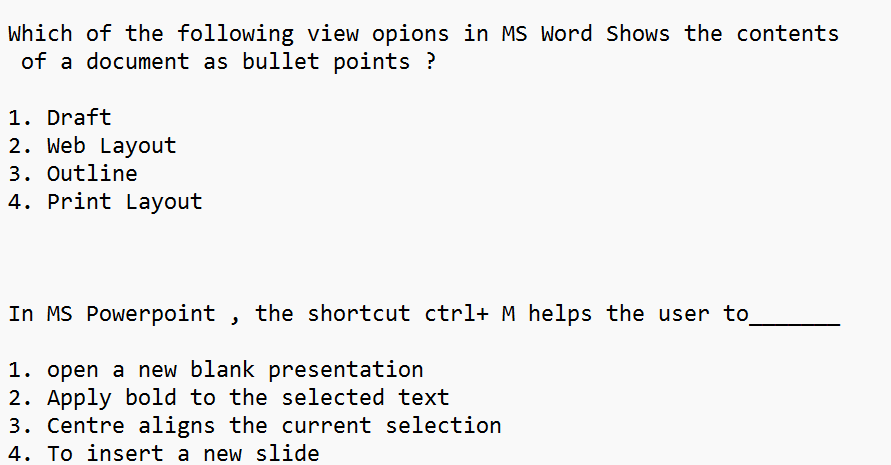 Which of the following view opions in MS Word Shows the contents
of a document as bullet points ?
1. Draft
2. Web Layout
3. Outline
4. Print Layout
In MS Powerpoint , the shortcut ctrl+ M helps the user to_______
1. open a new blank presentation
2. Apply bold to the selected text
3. Centre aligns the current selection
4. To insert a new slide